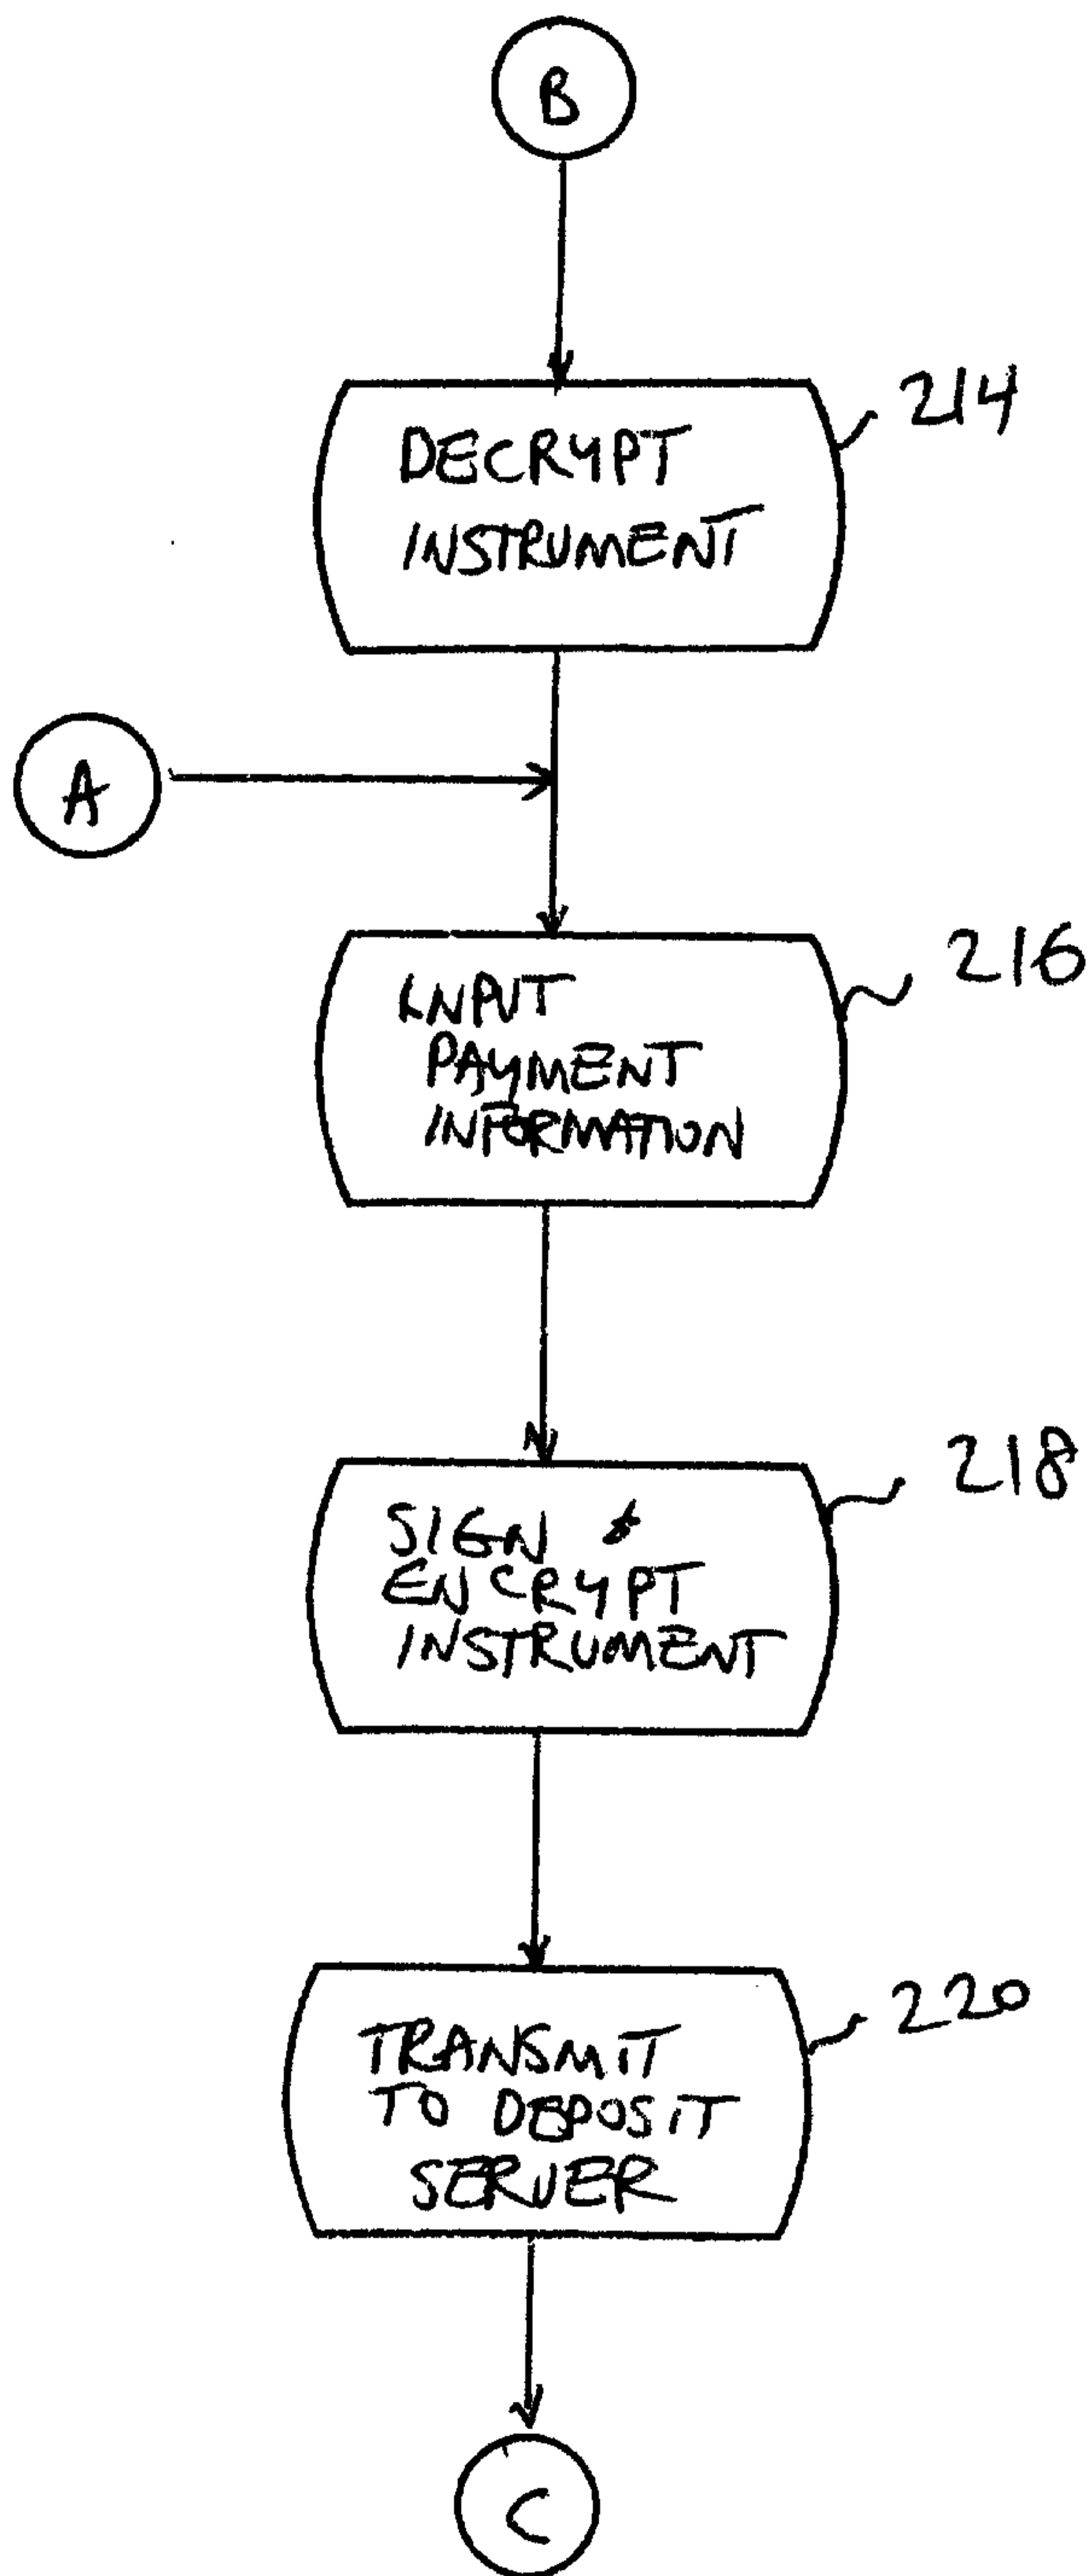 B
DECRYPT
INSTRUMENT
214
A
INPUT
PAYMENT
INFORMATION
216
SIGN &
ENCRYPT
INSTRUMENT
218
TRANSMIT
TO DEPOSIT
SERVER
220
C